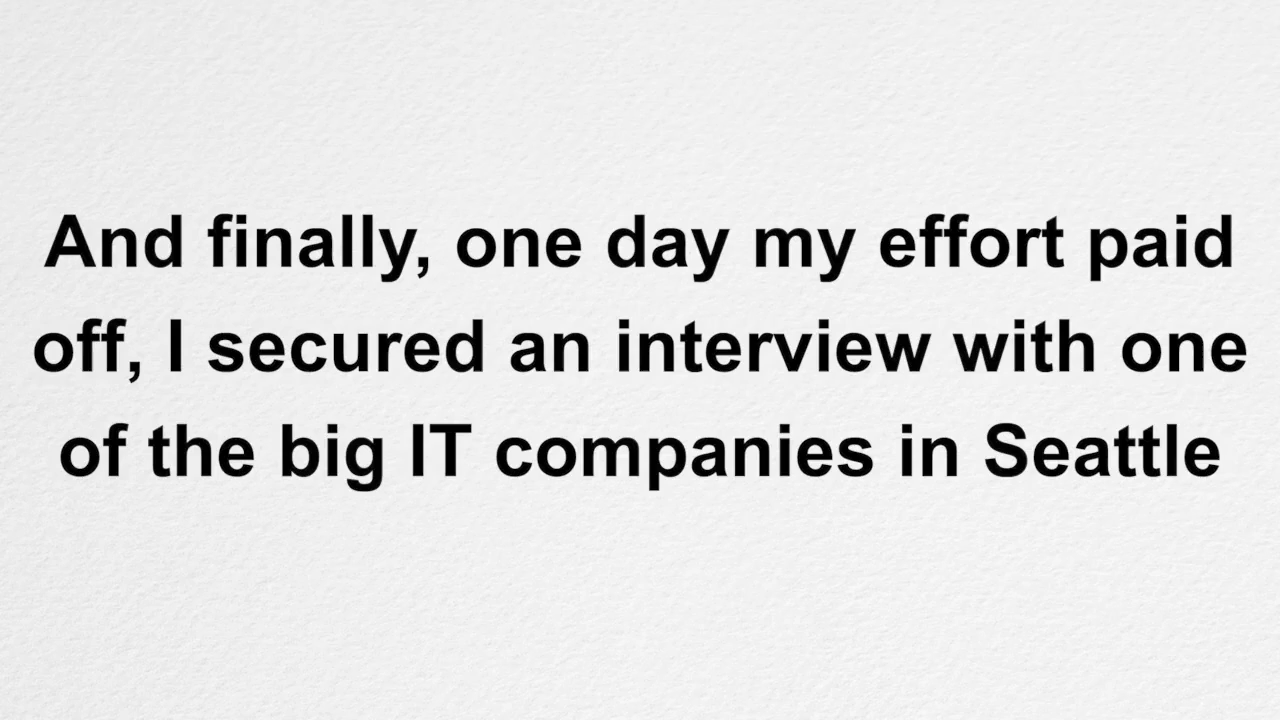 And finally, one day my effort paid
off, I secured an interview with one
of the big IT companies in Seattle